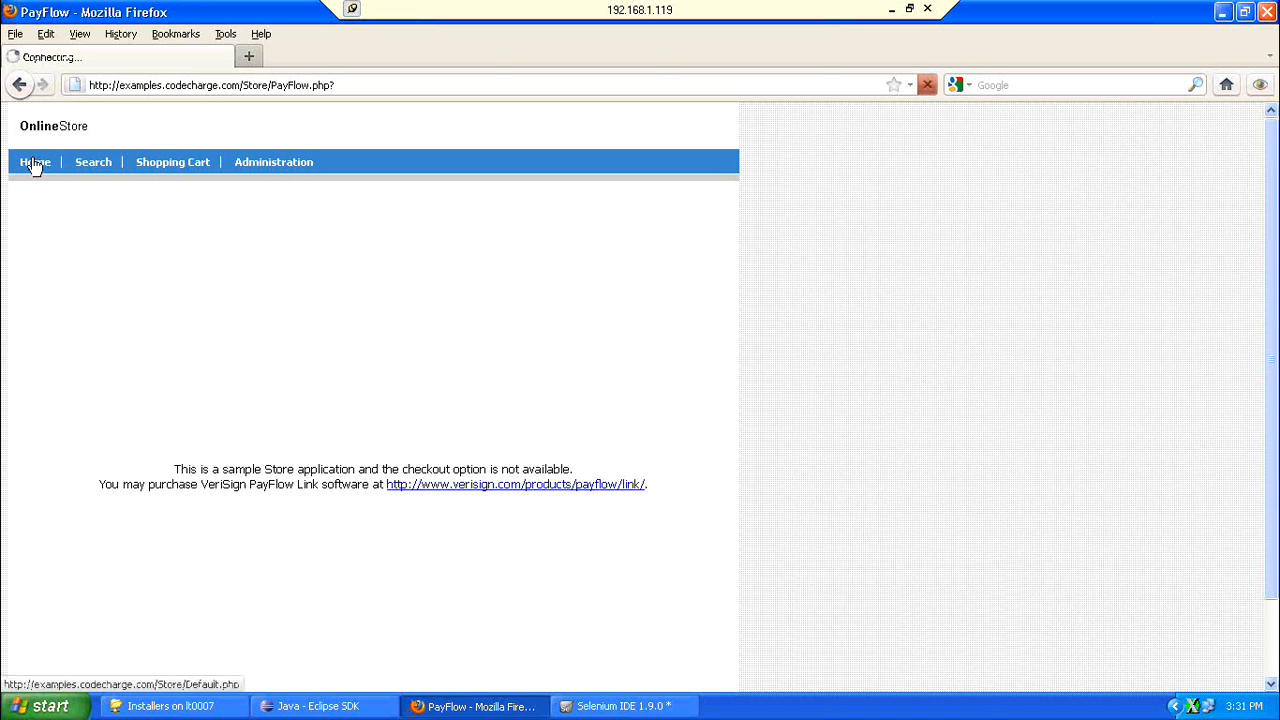 PayFlow - Mozilla Firefox
192.168.1.119
File Edit View History Bookmarks Tools Help
Connecting...
http://examples.codecharge.com/Store/PayFlow.php?
Google
OnlineStore
Home | Search | Shopping Cart | Administration
This is a sample Store application and the checkout option is not available.
You may purchase VeriSign PayFlow Link software at http://www.verisign.com/products/payflow/link/.
http://examples.codecharge.com/Store/Default.php
start
Installers on lt0007
Java - Eclipse SDK
PayFlow - Mozilla Fire...
Selenium IDE 1.9.0 *
3:31 PM